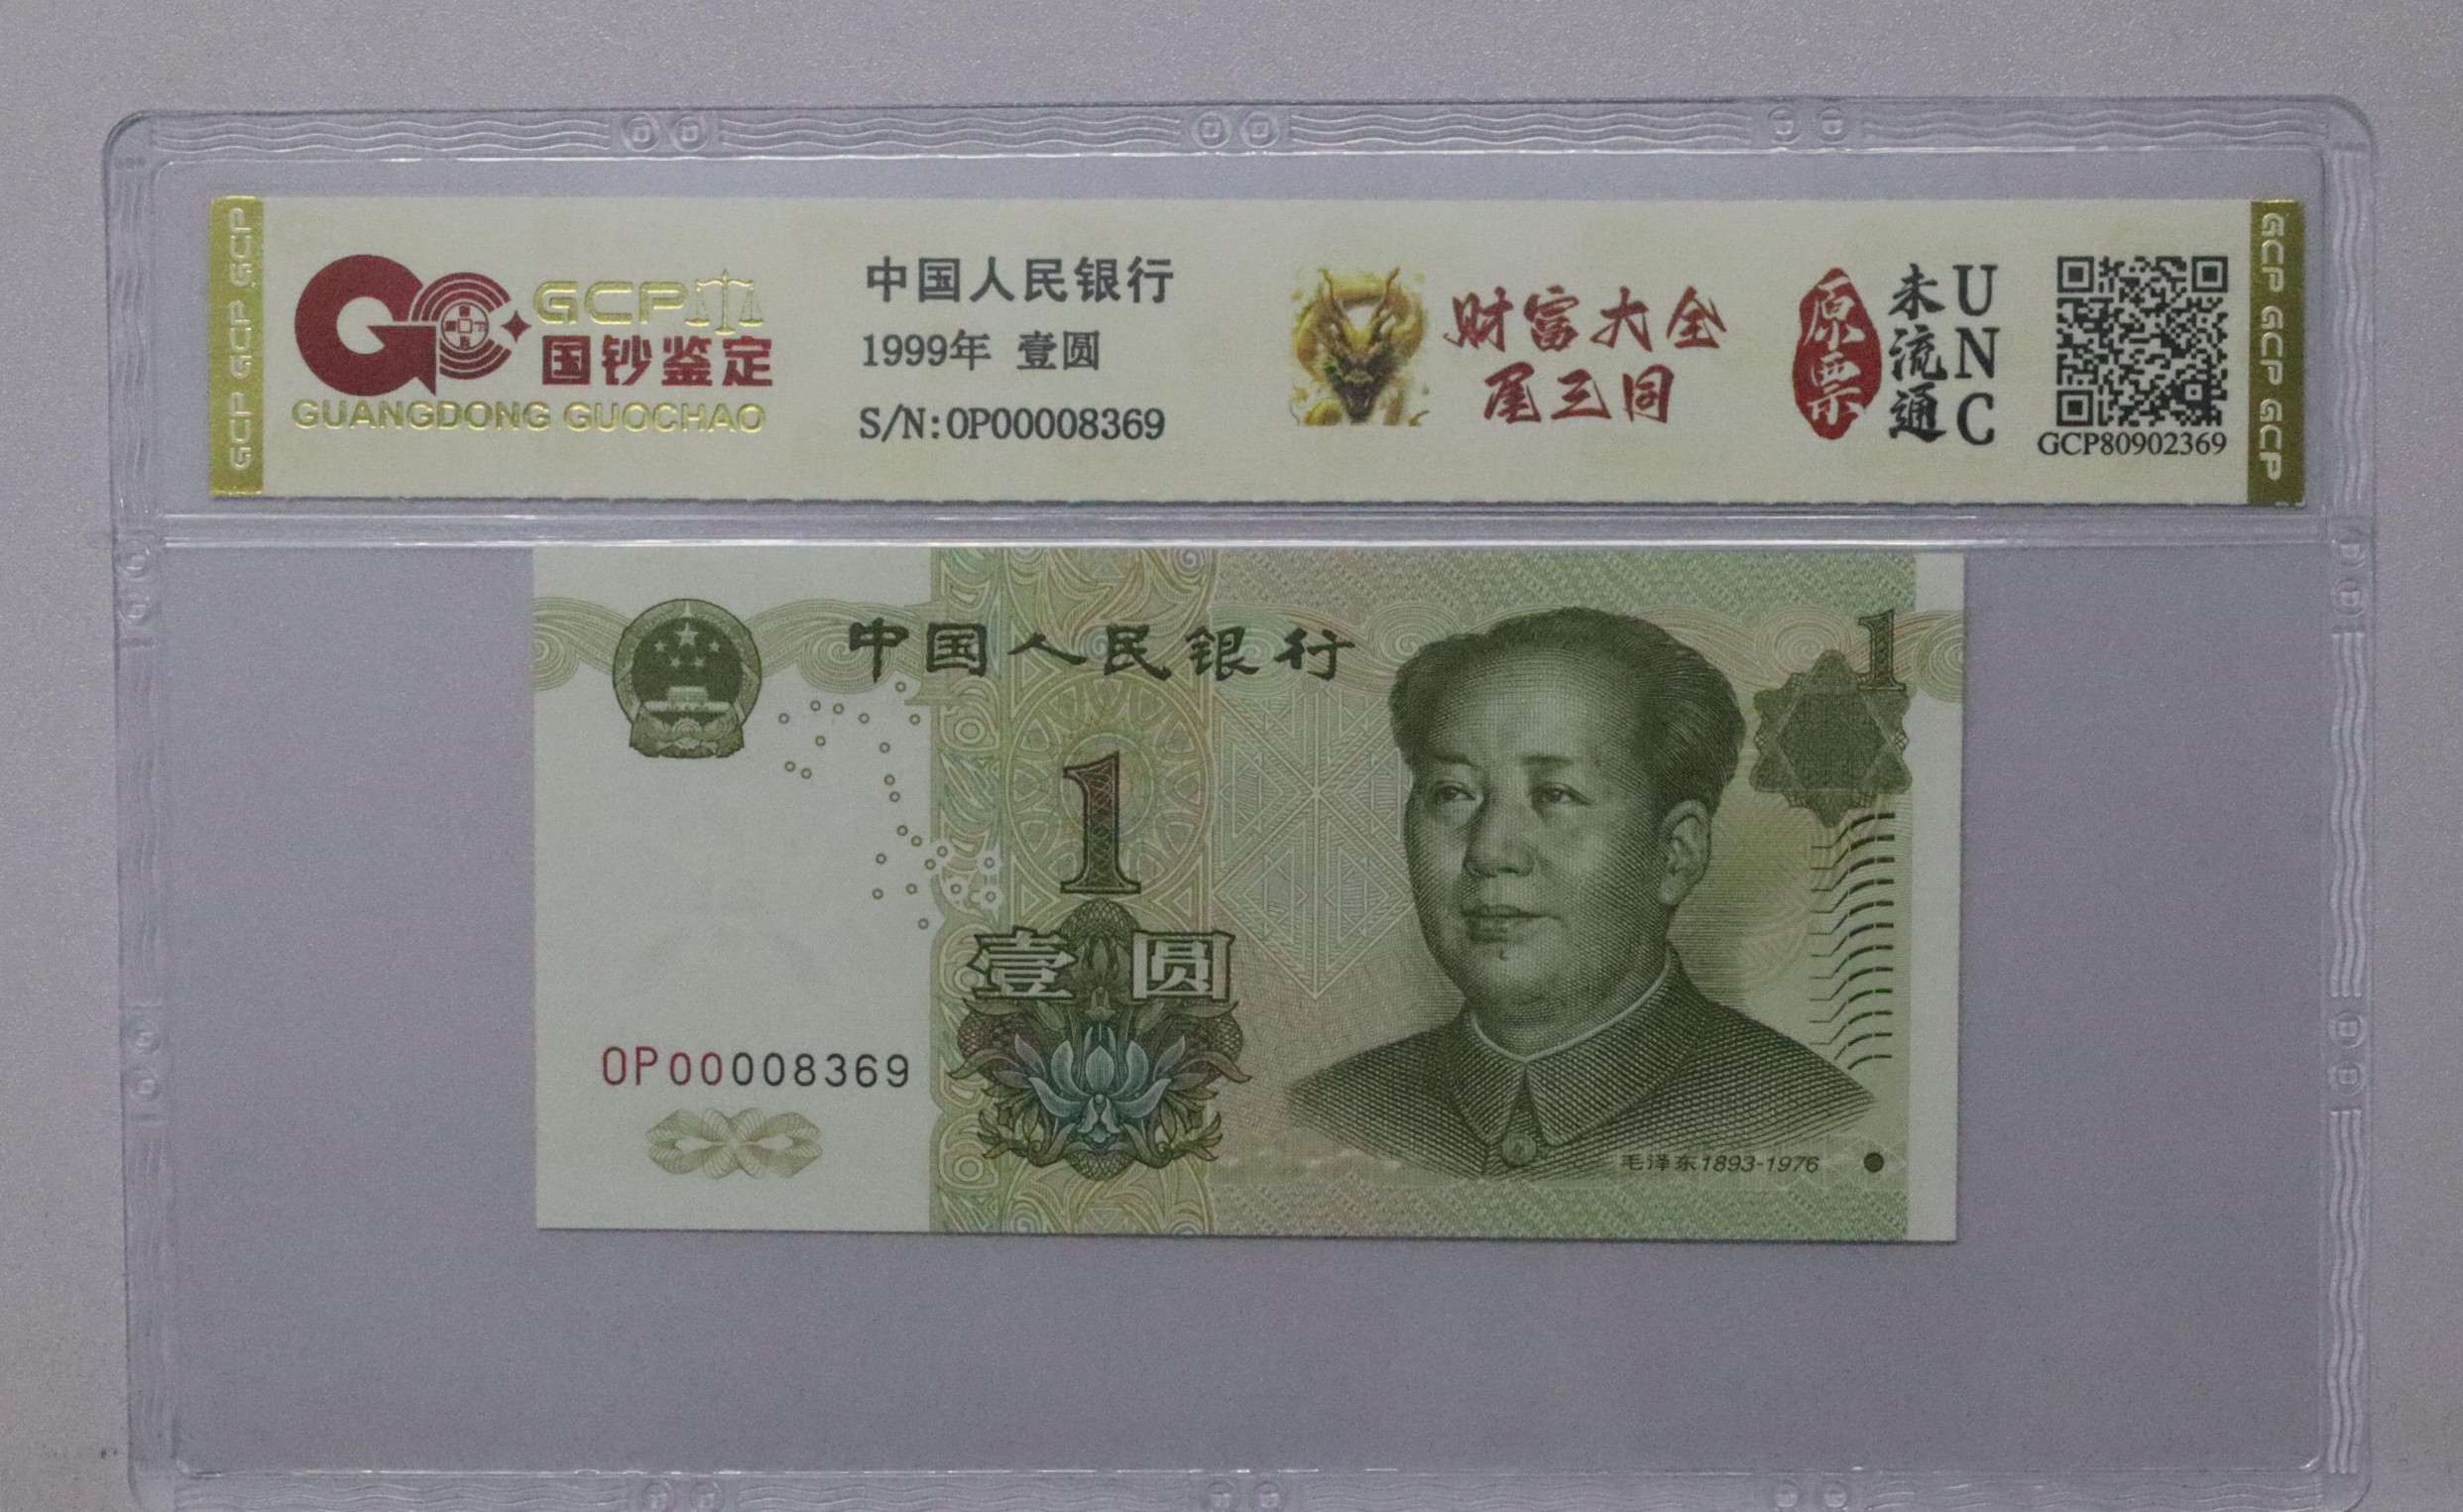 GCP GCP GCP
GCP
国钞鉴定
GUANGDONG GUOCHAO
中国人民银行
1999年 壹圆
S/N:OP00008369
财富大全
尾三同
原票
未流通
UNC
GCP80902369
GCP GCP GCP
中国人民银行
1
1
壹圆
OP00008369
毛泽东1893-1976